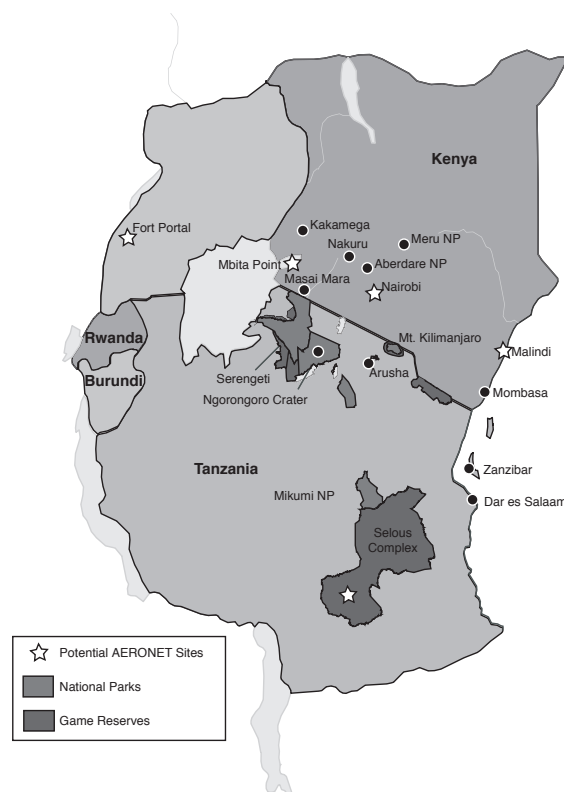 Kenya
Kakamega
Fort Portal
Meru NP
Nakuru
Mbita Point
Aberdare NP
Masai Mara
Nairobi
Rwanda
Mt. Kilimanjaro
Malindi
Burundi
Serengeti
Arusha
Ngorongoro Crater
Mombasa
Tanzania
Zanzibar
Mikumi NP
Dar es Salaam
Selous
Complex
Potential AERONET Sites
National Parks
Game Reserves